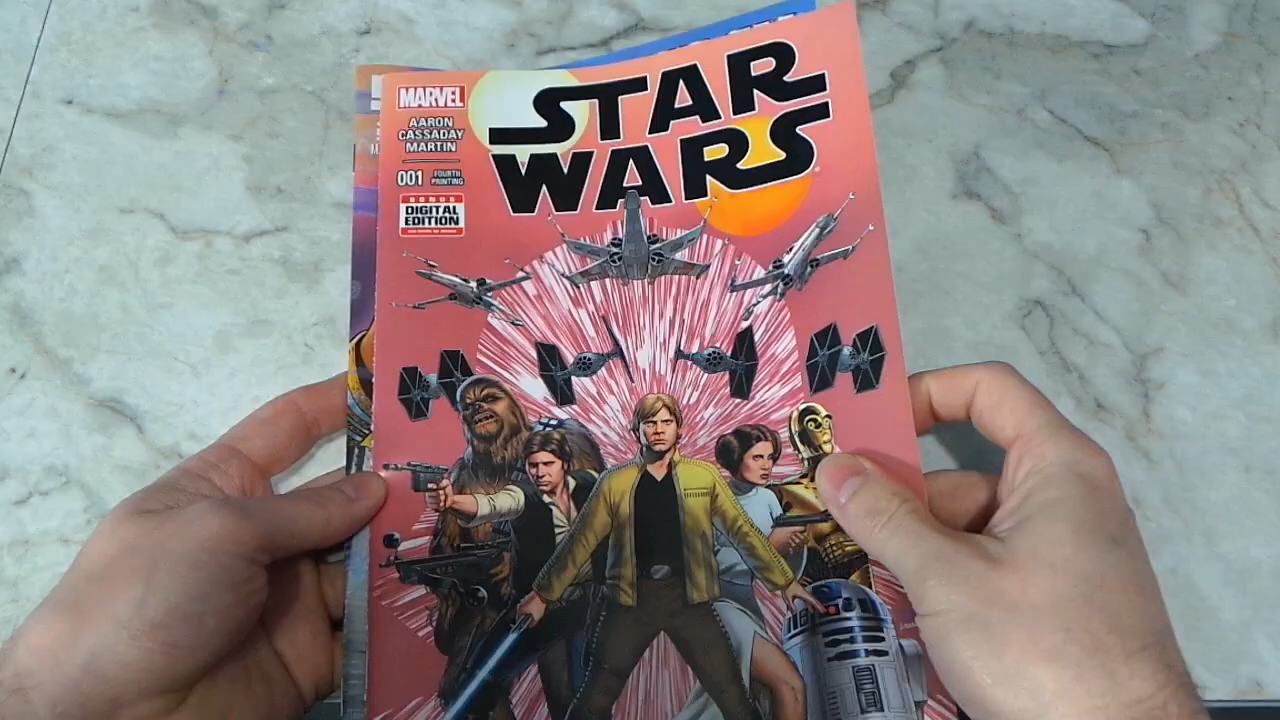 MARVEL
AARON
CASSADAY
MARTIN
001 FOURTH PRINTING
BONUS
DIGITAL
EDITION
STAR
WARS